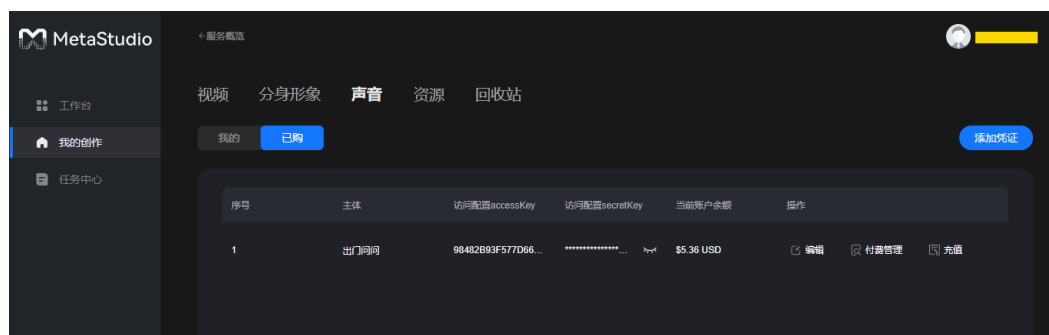 MetaStudio
服务概览
工作台
我的创作
任务中心
视频 分身形象 声音 资源 回收站
我的 已购
添加凭证
序号 主体 访问配置accessKey 访问配置secretKey 当前账户余额 操作
1 出门问问 98482B93F577D66... ***************... $5.36 USD 编辑 付费管理 充值